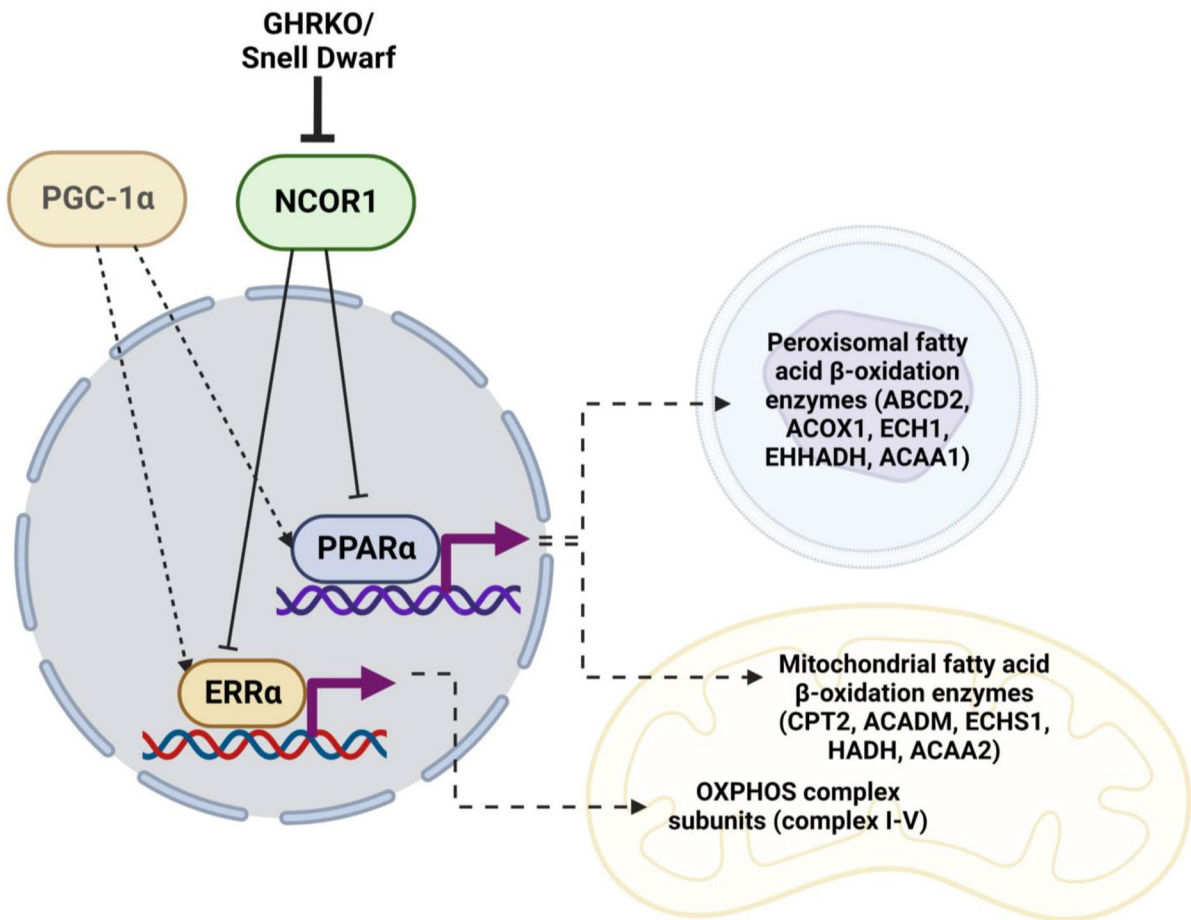 GHRKO/
Snell Dwarf
PGC-1α
NCOR1
Peroxisomal fatty
acid β-oxidation
enzymes (ABCD2,
ACOX1, ECH1,
EHHADH, ACAA1)
PPARα
Mitochondrial fatty acid
β-oxidation enzymes
(CPT2, ACADM, ECHS1,
HADH, ACAA2)
ERRα
OXPHOS complex
subunits (complex I-V)